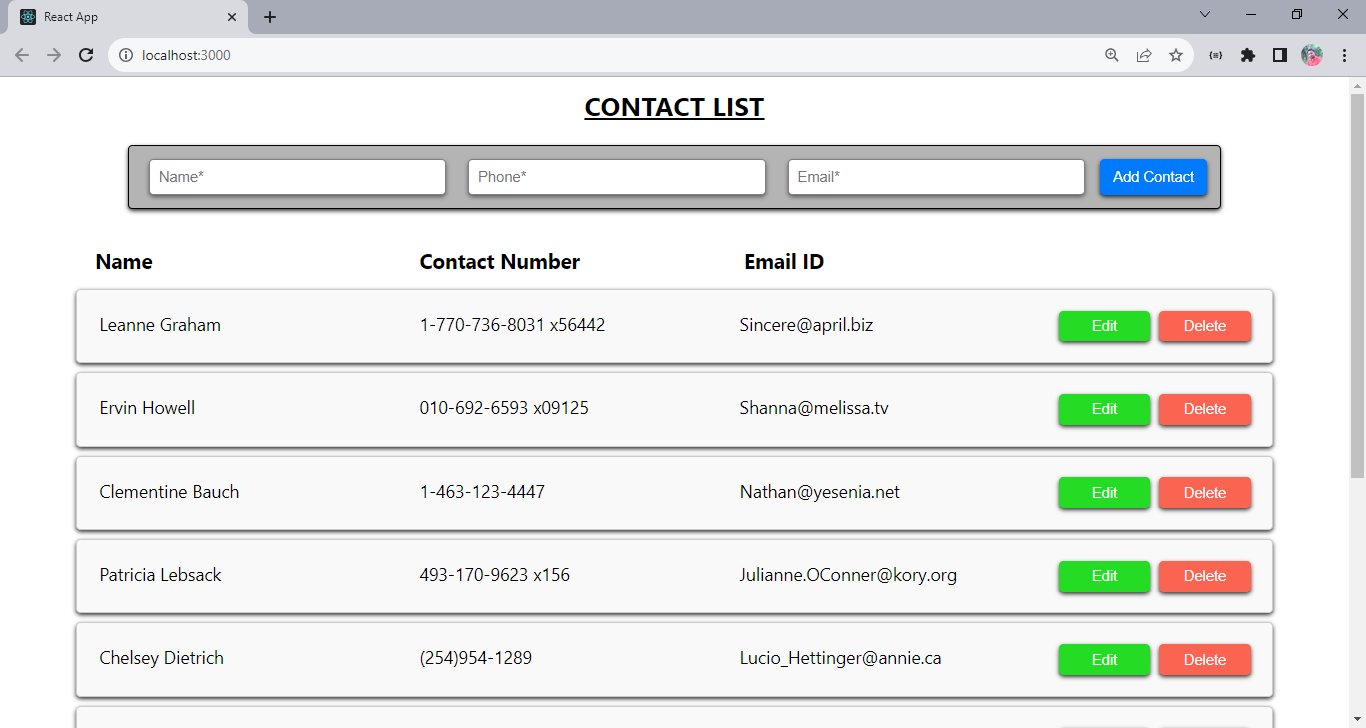 React App
localhost:3000
CONTACT LIST
Name* Phone* Email* Add Contact
Name Contact Number Email ID
Leanne Graham 1-770-736-8031 x56442 Sincere@april.biz Edit Delete
Ervin Howell 010-692-6593 x09125 Shanna@melissa.tv Edit Delete
Clementine Bauch 1-463-123-4447 Nathan@yesenia.net Edit Delete
Patricia Lebsack 493-170-9623 x156 Julianne.OConner@kory.org Edit Delete
Chelsey Dietrich (254)954-1289 Lucio_Hettinger@annie.ca Edit Delete